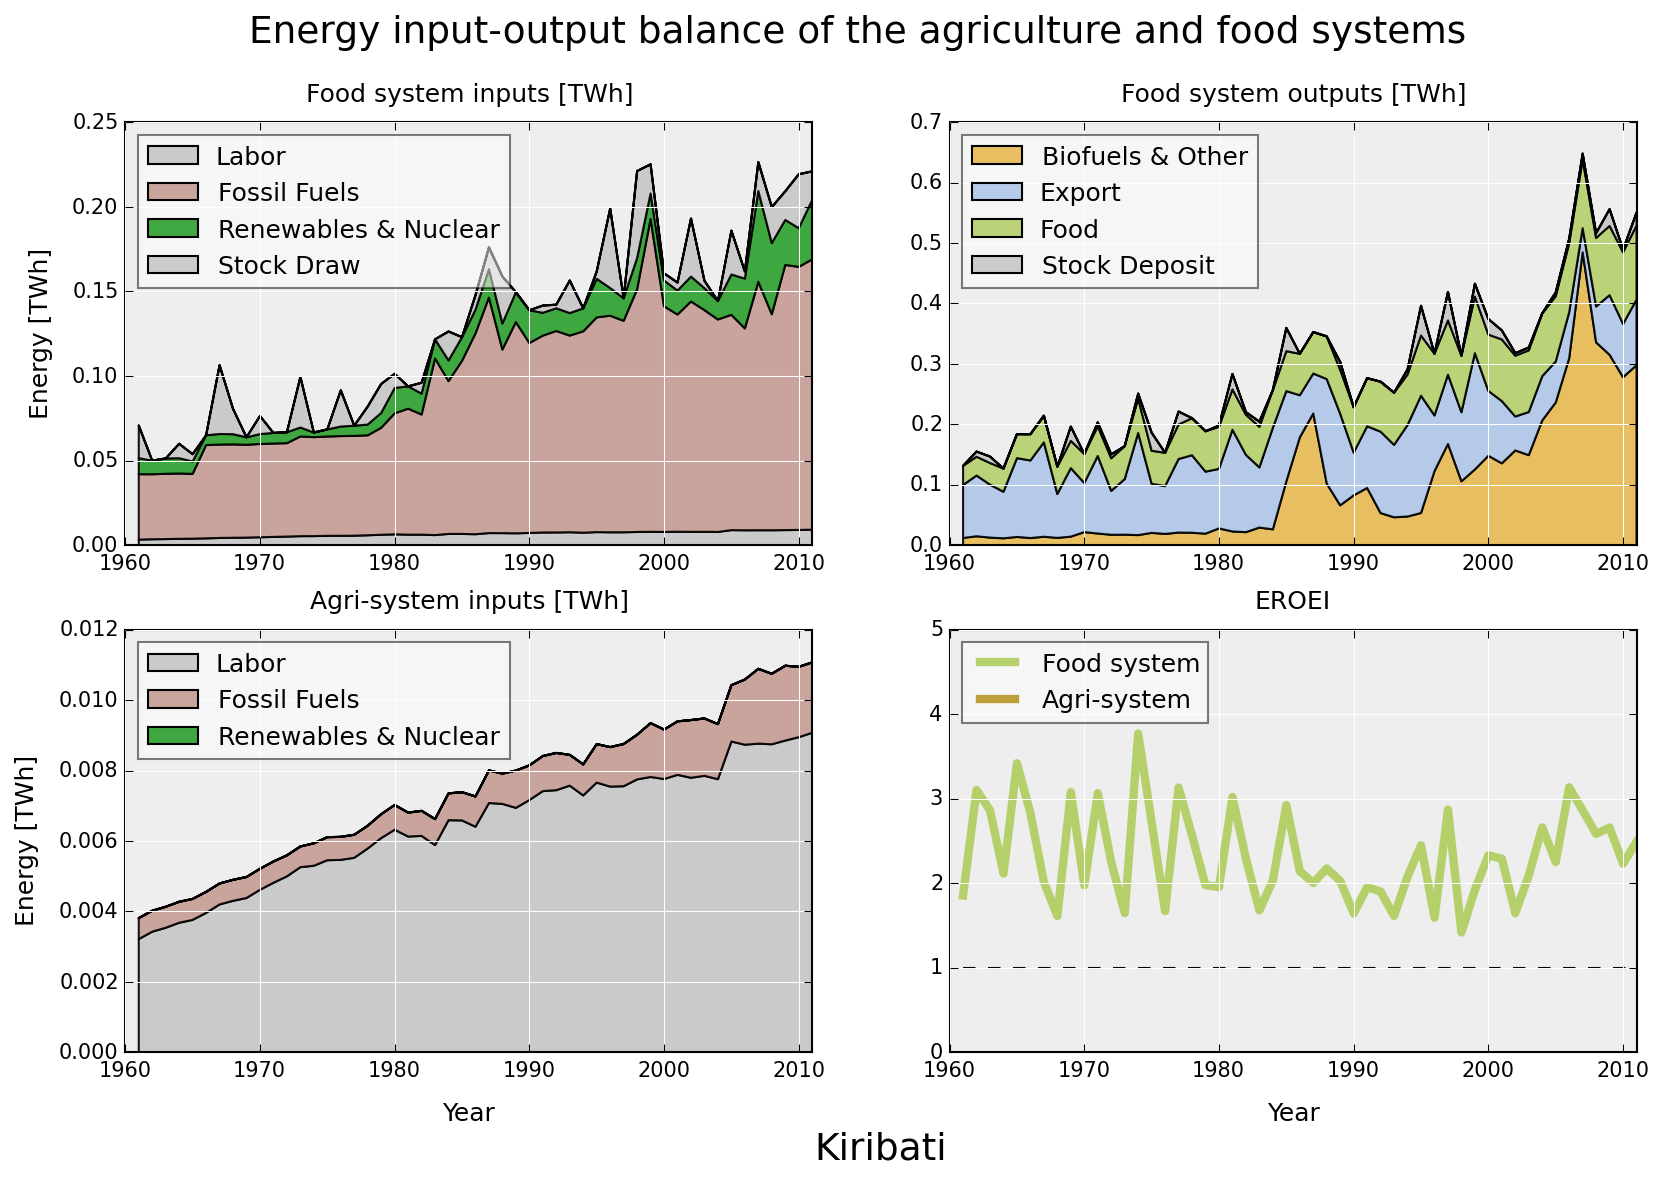 Energy input-output balance of the agriculture and food systems
Food system inputs [TWh]
Energy [TWh]
0.25
0.20
0.15
0.10
0.05
0.00
Labor
Fossil Fuels
Renewables & Nuclear
Stock Draw
1960 1970 1980 1990 2000 2010
Food system outputs [TWh]
0.7
0.6
0.5
0.4
0.3
0.2
0.1
0.0
Biofuels & Other
Export
Food
Stock Deposit
1960 1970 1980 1990 2000 2010
Agri-system inputs [TWh]
Energy [TWh]
0.012
0.010
0.008
0.006
0.004
0.002
0.000
Labor
Fossil Fuels
Renewables & Nuclear
1960 1970 1980 1990 2000 2010
Year
EROEI
5
4
3
2
1
0
Food system
Agri-system
1960 1970 1980 1990 2000 2010
Year
Kiribati